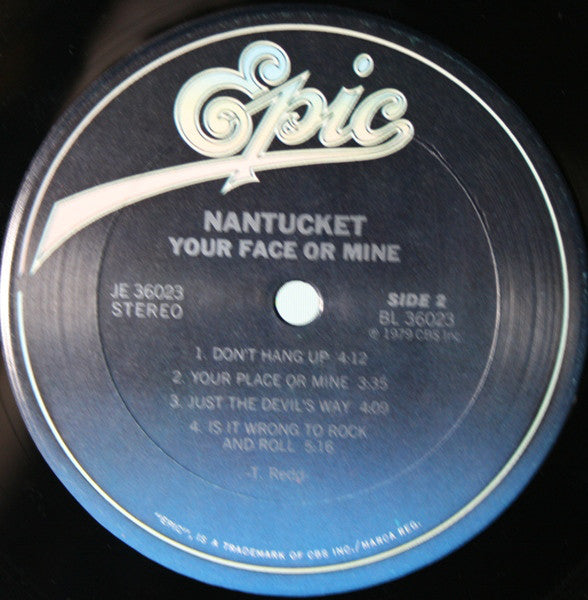 Epic
NANTUCKET
YOUR FACE OR MINE
JE 36023
STEREO
SIDE 2
BL 36023
℗ 1979 CBS Inc.
1. DON'T HANG UP 4:12
2. YOUR PLACE OR MINE 3:35
3. JUST THE DEVIL'S WAY 4:09
4. IS IT WRONG TO ROCK
AND ROLL 5:16
-T. Redd-
"EPIC", IS A TRADEMARK OF CBS INC./MARCA REG.